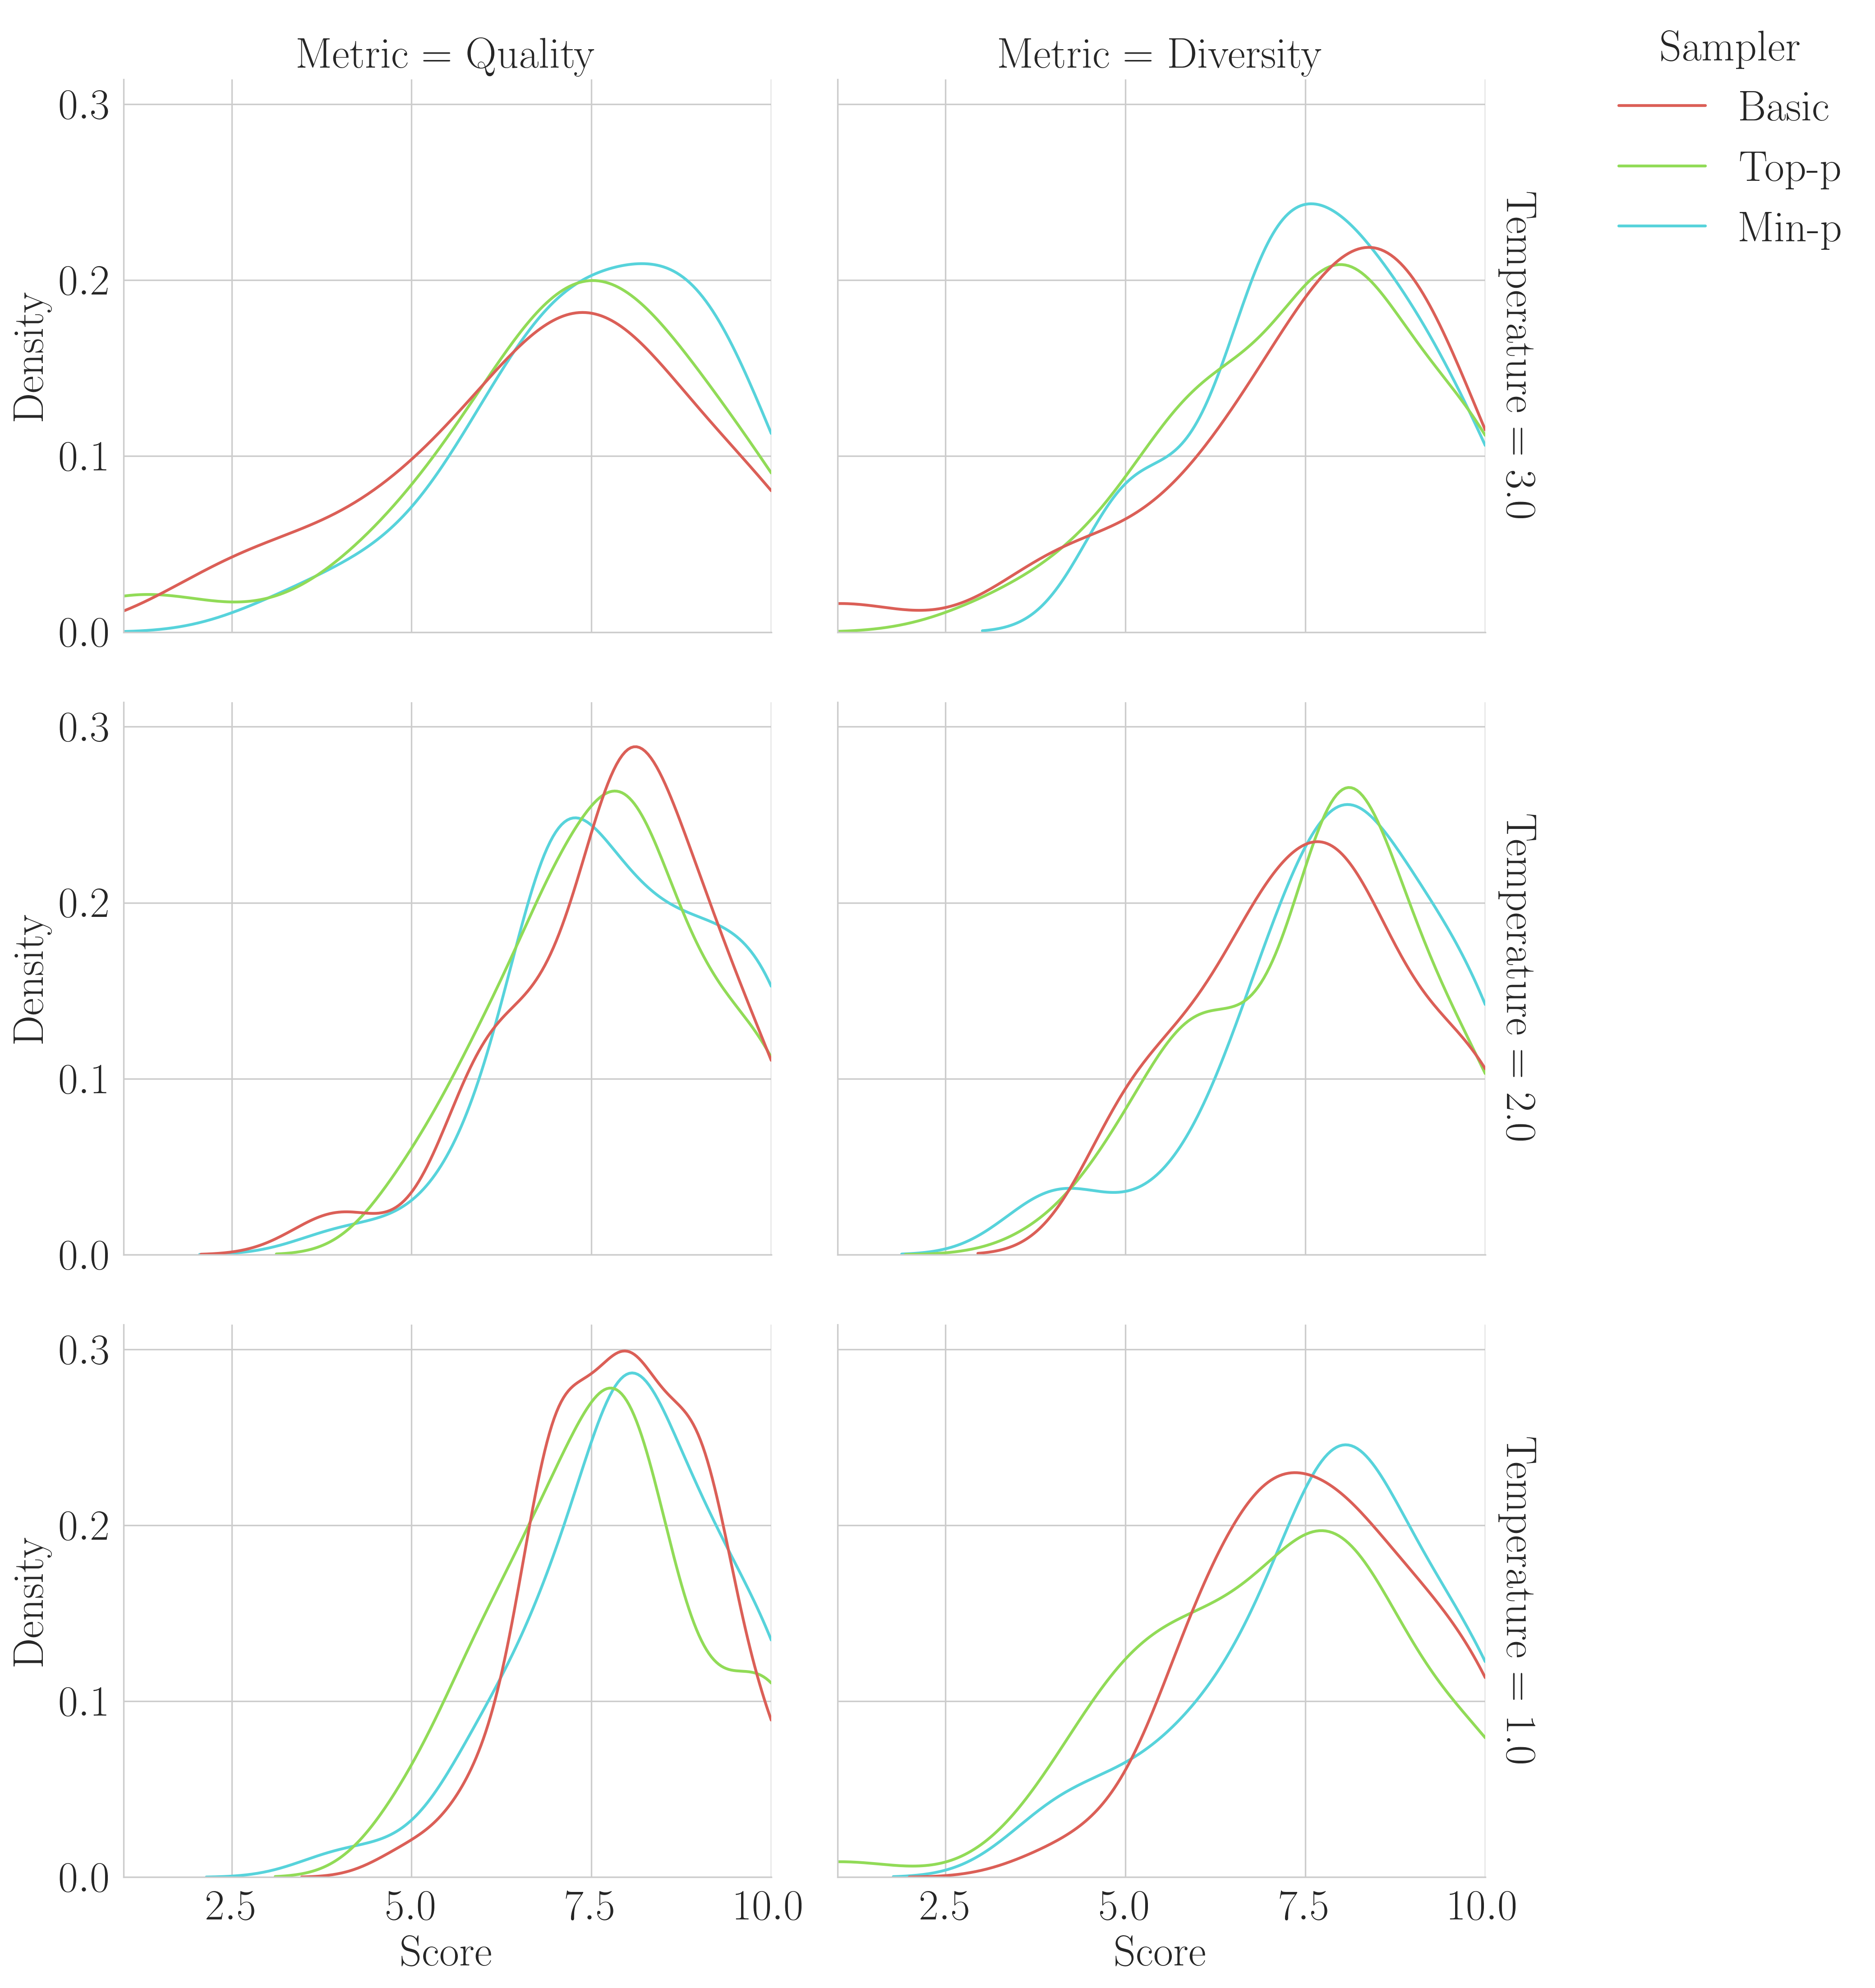 Metric = Quality
Metric = Diversity
Sampler
Basic
Top-p
Min-p
0.3
0.2
0.1
0.0
Density
Temperature = 3.0
0.3
0.2
0.1
0.0
Density
Temperature = 2.0
0.3
0.2
0.1
0.0
Density
Temperature = 1.0
2.5 5.0 7.5 10.0
2.5 5.0 7.5 10.0
Score
Score